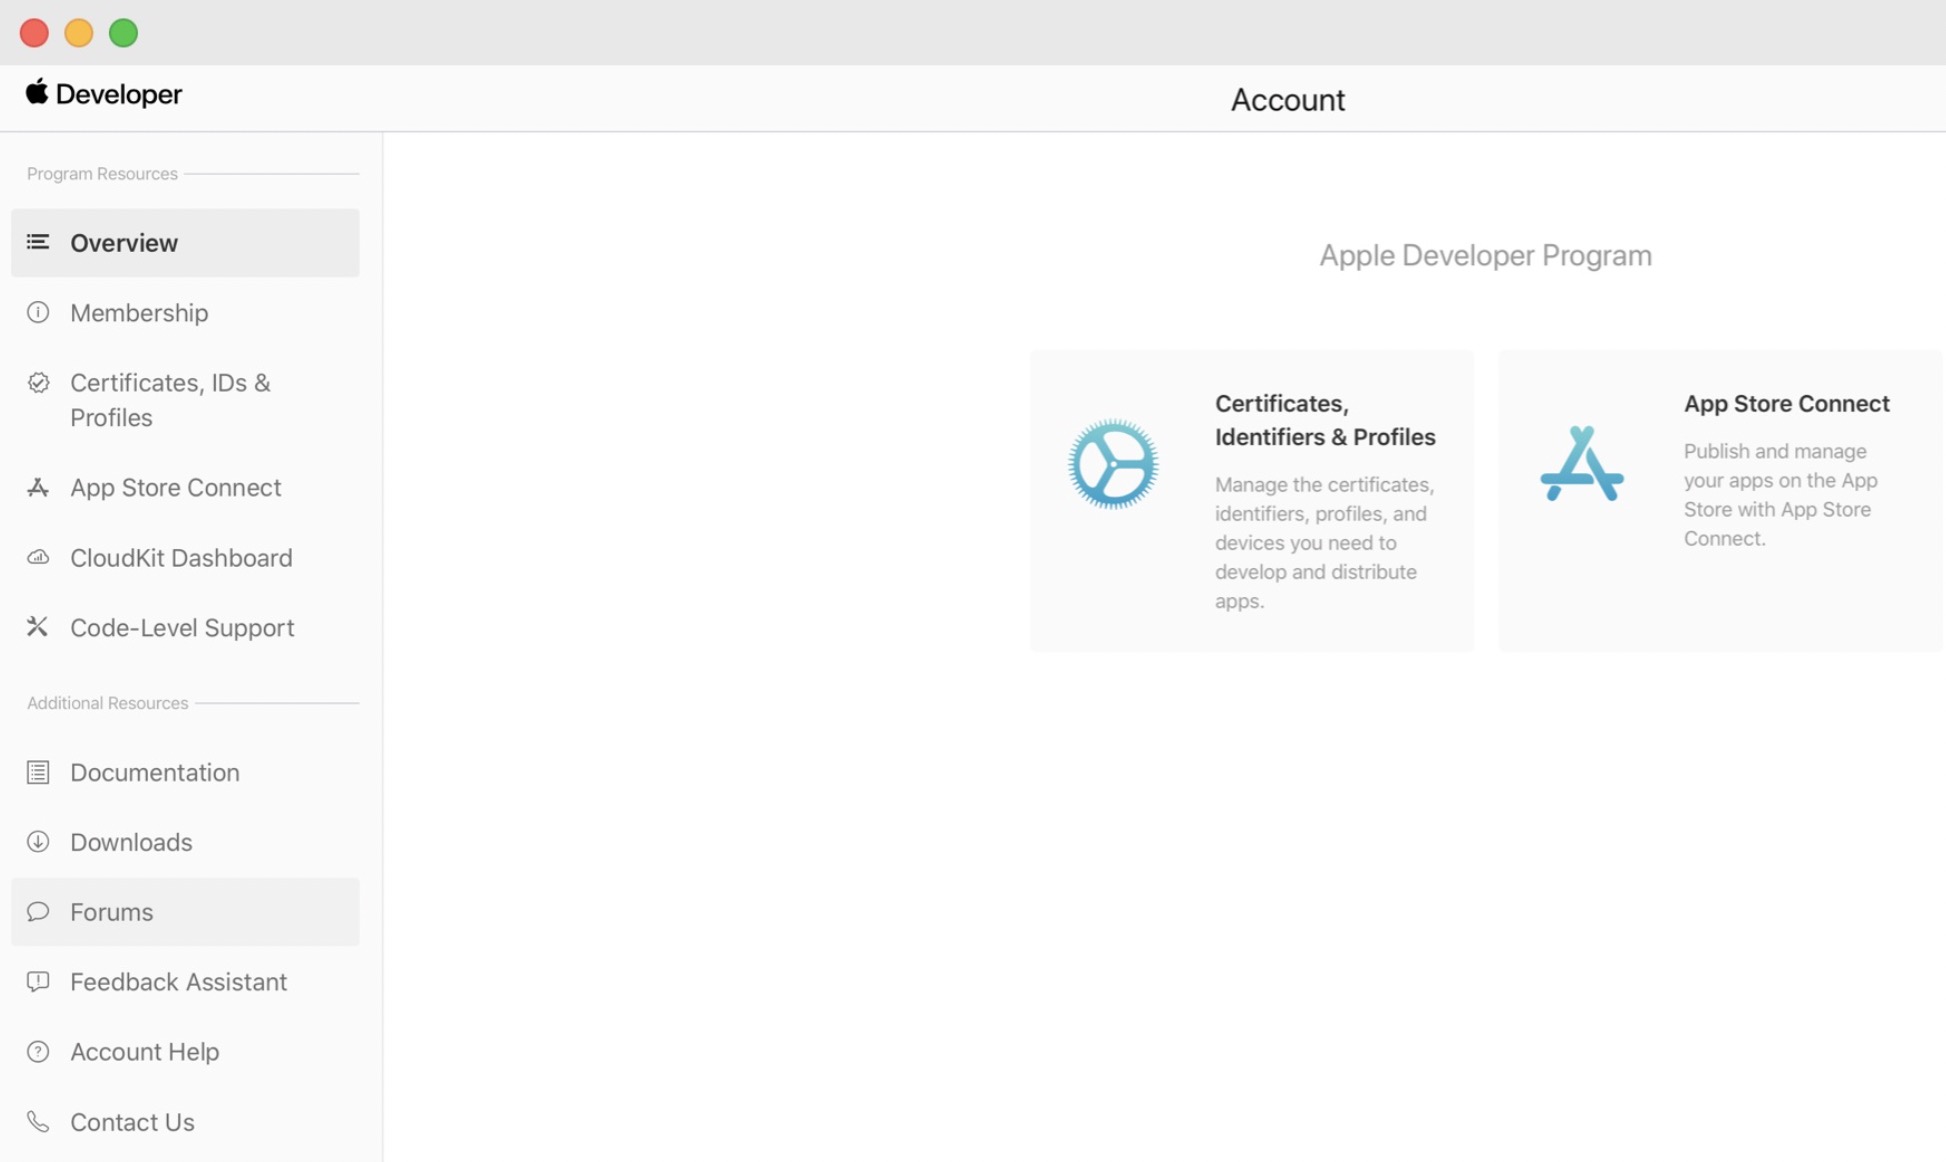 Developer
Account
Program Resources
Overview
Membership
Certificates, IDs &
Profiles
App Store Connect
CloudKit Dashboard
Code-Level Support
Additional Resources
Documentation
Downloads
Forums
Feedback Assistant
Account Help
Contact Us
Apple Developer Program
Certificates,
Identifiers & Profiles
Manage the certificates,
identifiers, profiles, and
devices you need to
develop and distribute
apps.
App Store Connect
Publish and manage
your apps on the App
Store with App Store
Connect.